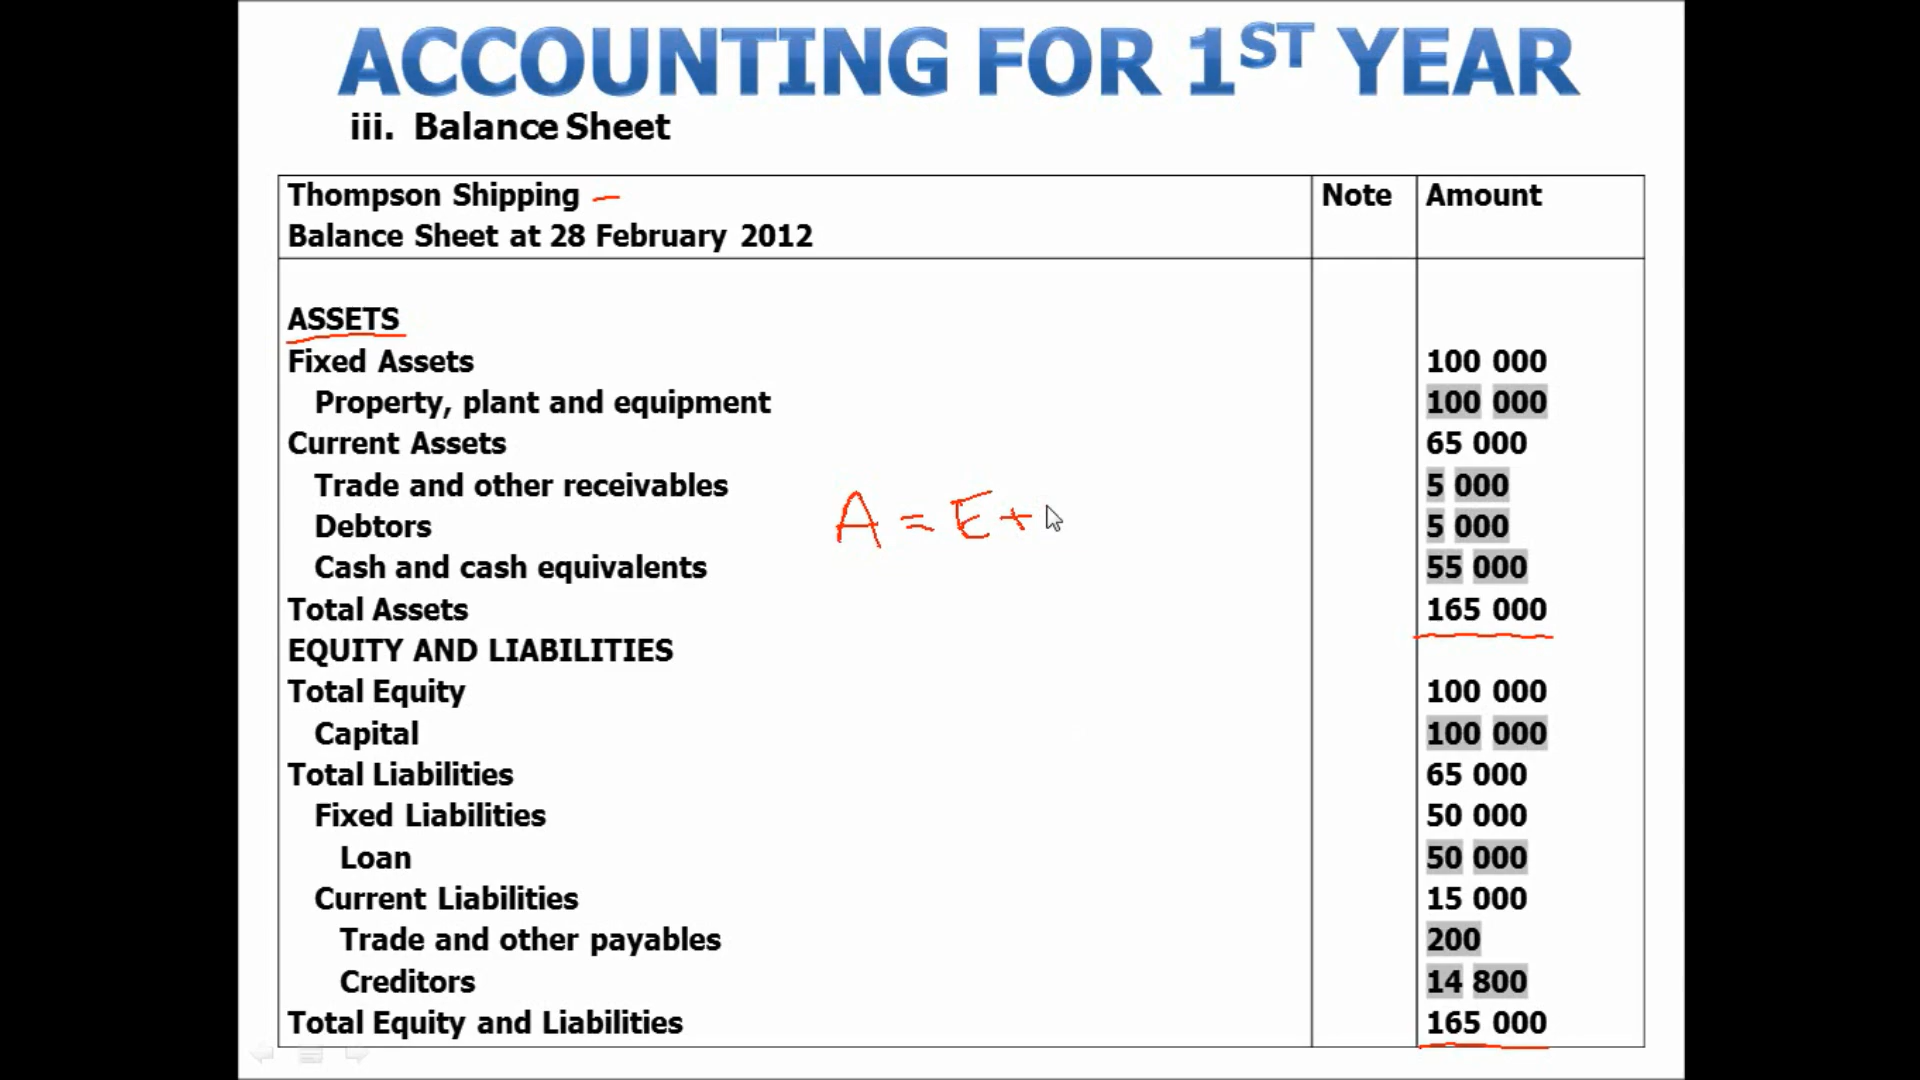 ACCOUNTING FOR 1ST YEAR
iii. Balance Sheet
Thompson Shipping Note Amount
Balance Sheet at 28 February 2012
ASSETS
Fixed Assets 100 000
Property, plant and equipment 100 000
Current Assets 65 000
Trade and other receivables 5 000
A = E +
Debtors 5 000
Cash and cash equivalents 55 000
Total Assets 165 000
EQUITY AND LIABILITIES
Total Equity 100 000
Capital 100 000
Total Liabilities 65 000
Fixed Liabilities 50 000
Loan 50 000
Current Liabilities 15 000
Trade and other payables 200
Creditors 14 800
Total Equity and Liabilities 165 000